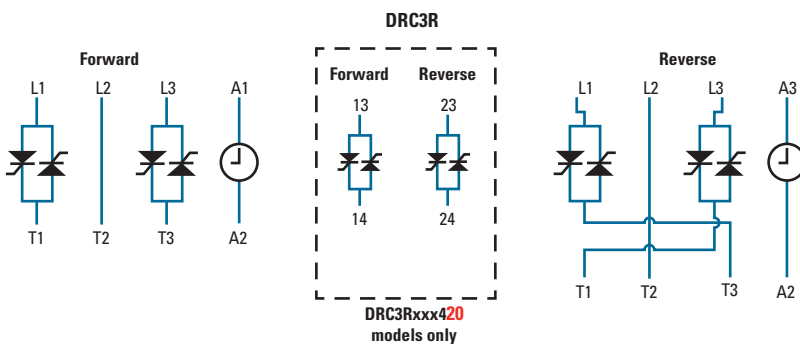 DRC3R
Forward
Reverse
L1 L2 L3 A1
Forward Reverse
L1 L2 L3 A3
13 23
14 24
T1 T2 T3 A2
T1 T2 T3 A2
DRC3Rxxx420
models only